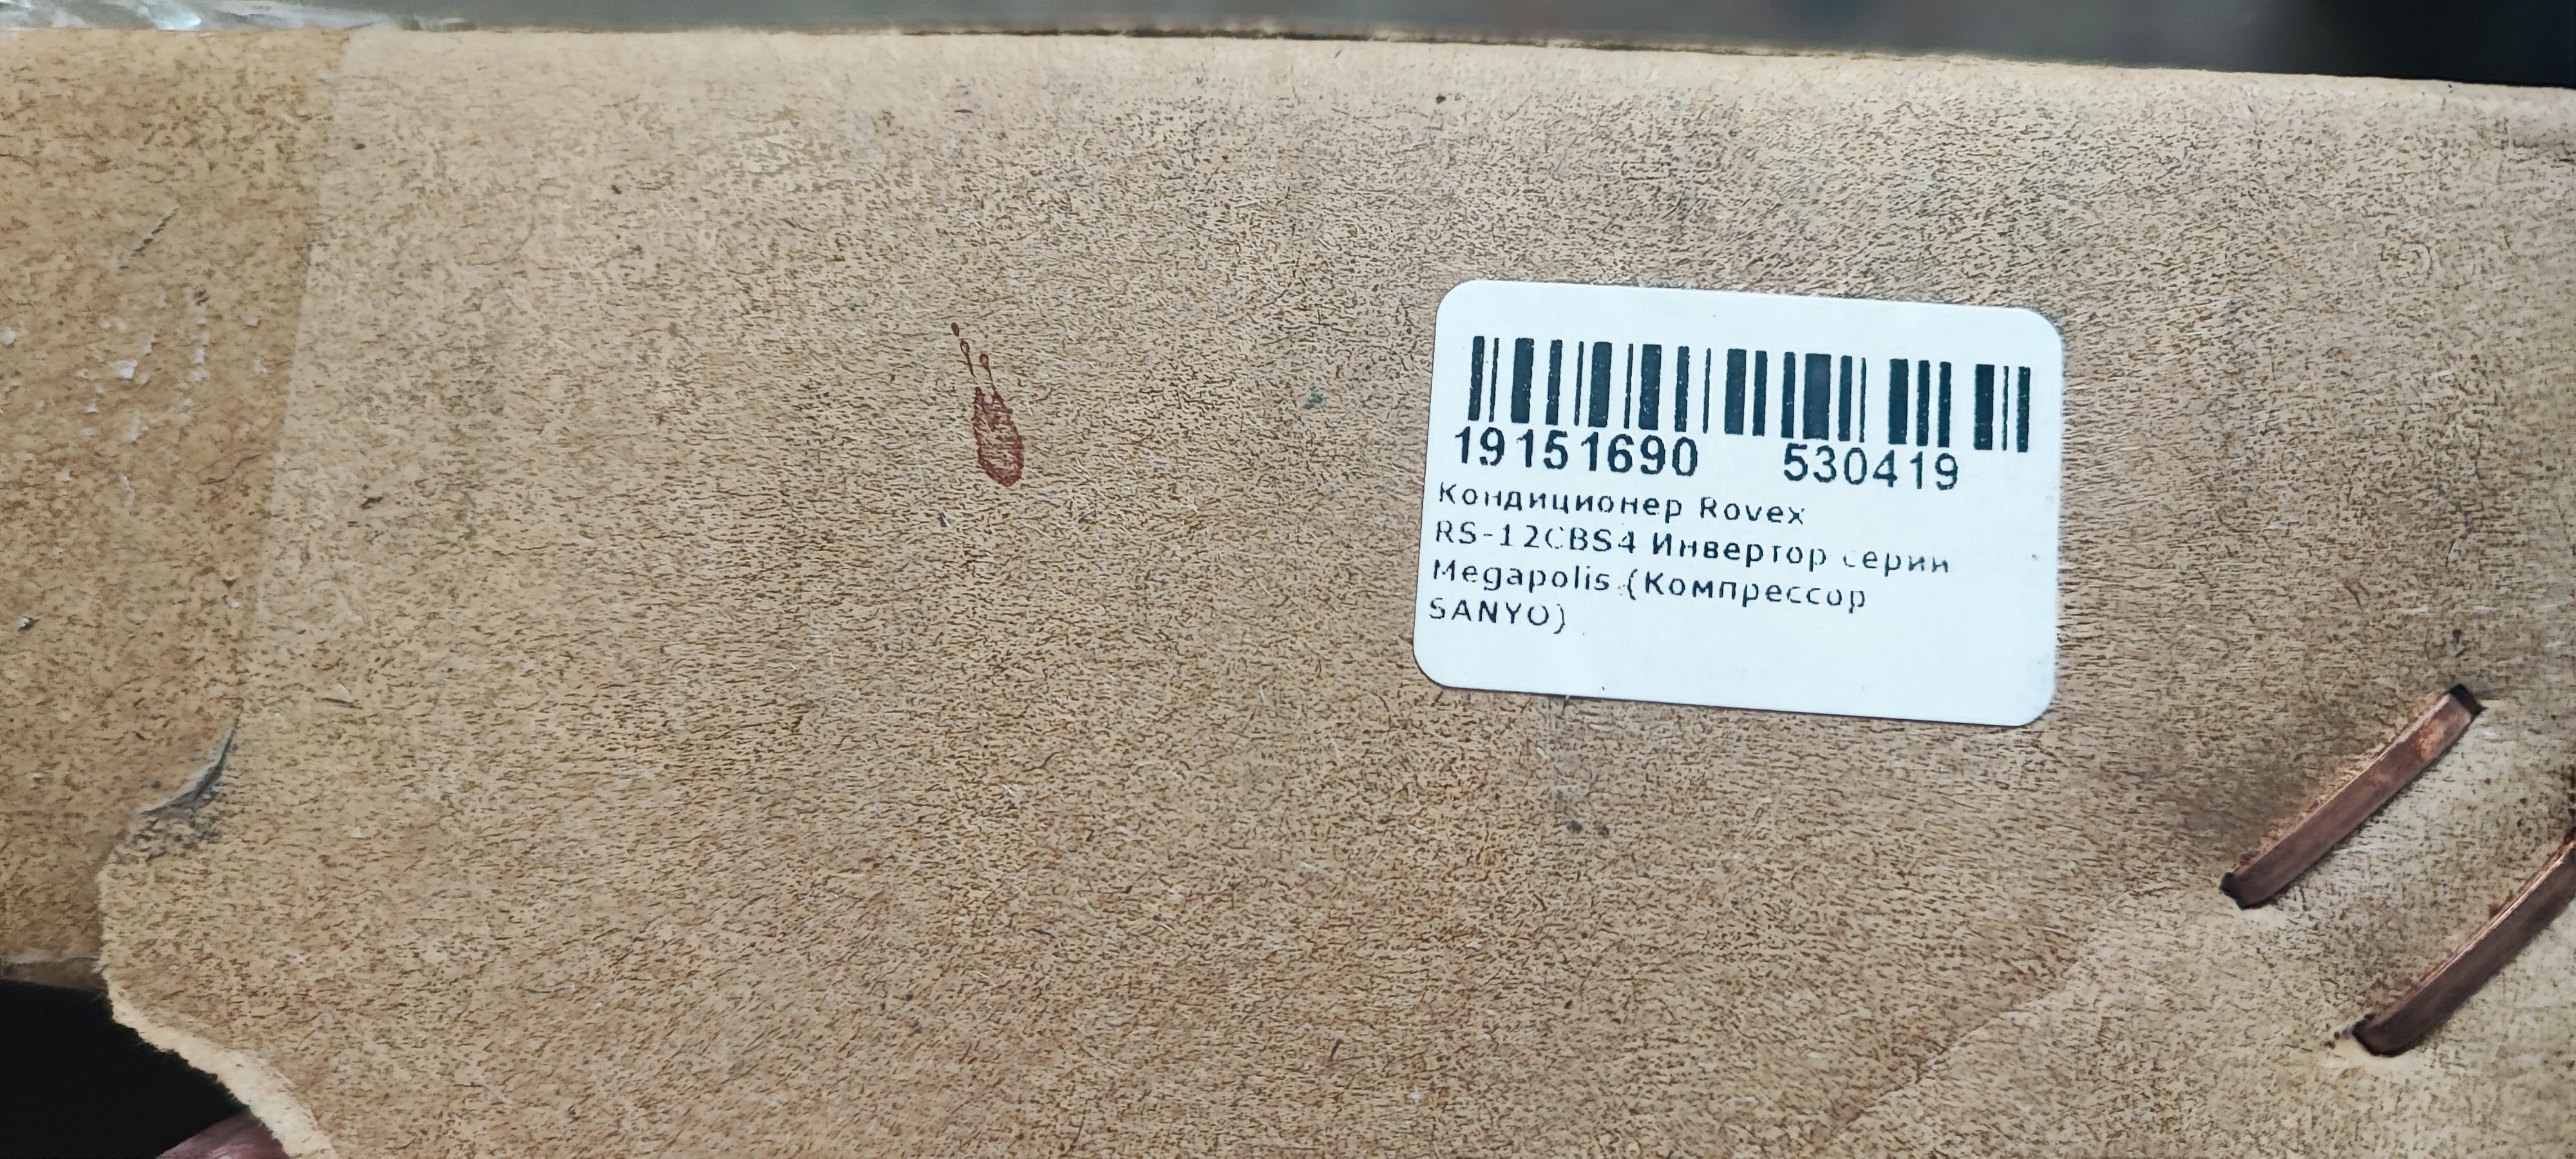 19151690 530419
Кондиционер Rovex
RS-12CBS4 Инвертор серии
Megapolis (Компрессор
SANYO)